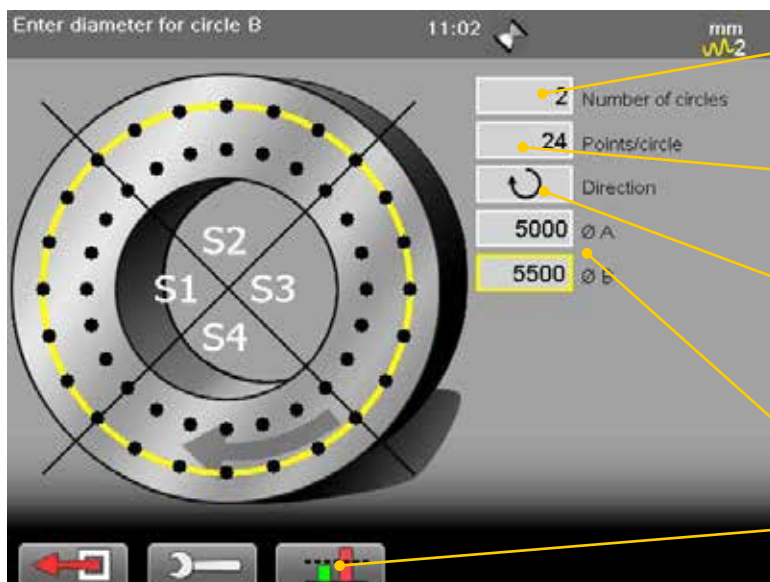 Enter diameter for circle B
11:02
mm
2
2 Number of circles
24 Points/circle
Direction
5000 Ø A
5500 Ø B
S2
S1 S3
S4